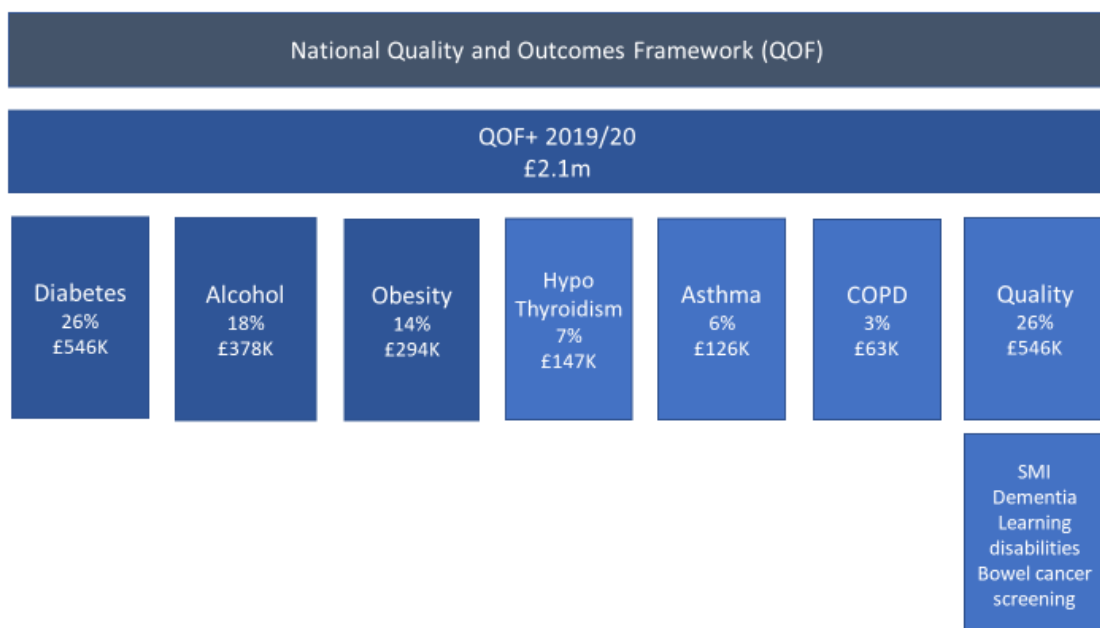 National Quality and Outcomes Framework (QOF)
QOF+ 2019/20
£2.1m
Diabetes
26%
£546K
Alcohol
18%
£378K
Obesity
14%
£294K
Hypo
Thyroidism
7%
£147K
Asthma
6%
£126K
COPD
3%
£63K
Quality
26%
£546K
SMI
Dementia
Learning
disabilities
Bowel cancer
screening